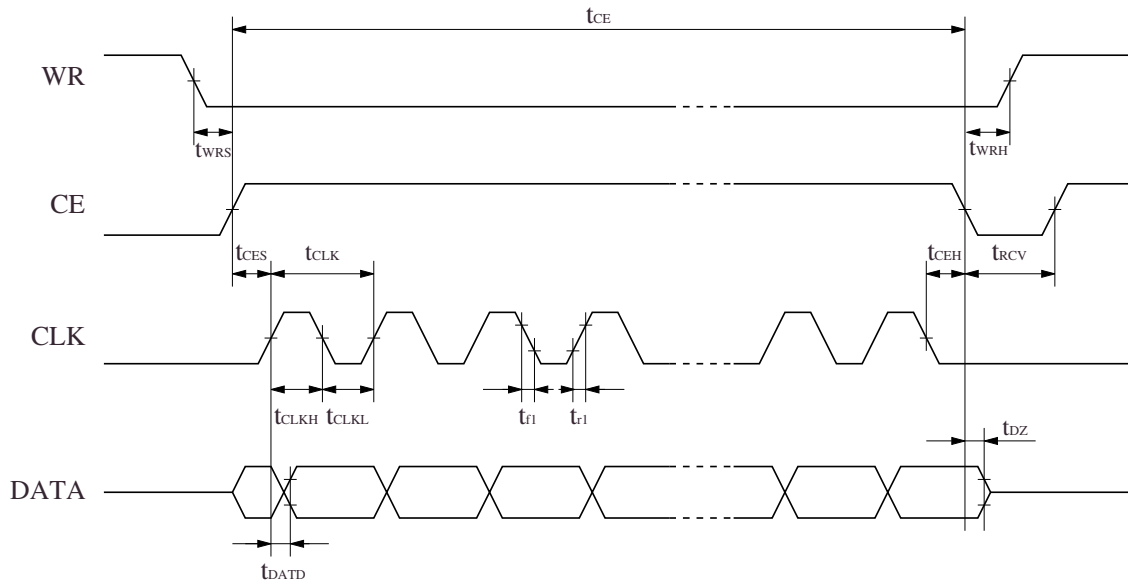 tCE
WR
tWRS
tWRH
CE
tCES
tCLK
tCEH
tRCV
CLK
tCLKH
tCLKL
tf1
tr1
tDZ
DATA
tDATD